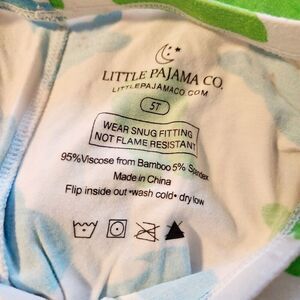 LITTLE PAJAMA CO.
LITTLEPAJAMACO.COM
5T
WEAR SNUG FITTING
NOT FLAME RESISTANT
95%Viscose from Bamboo 5% Spandex
Made in China
Flip inside out •wash cold• dry low